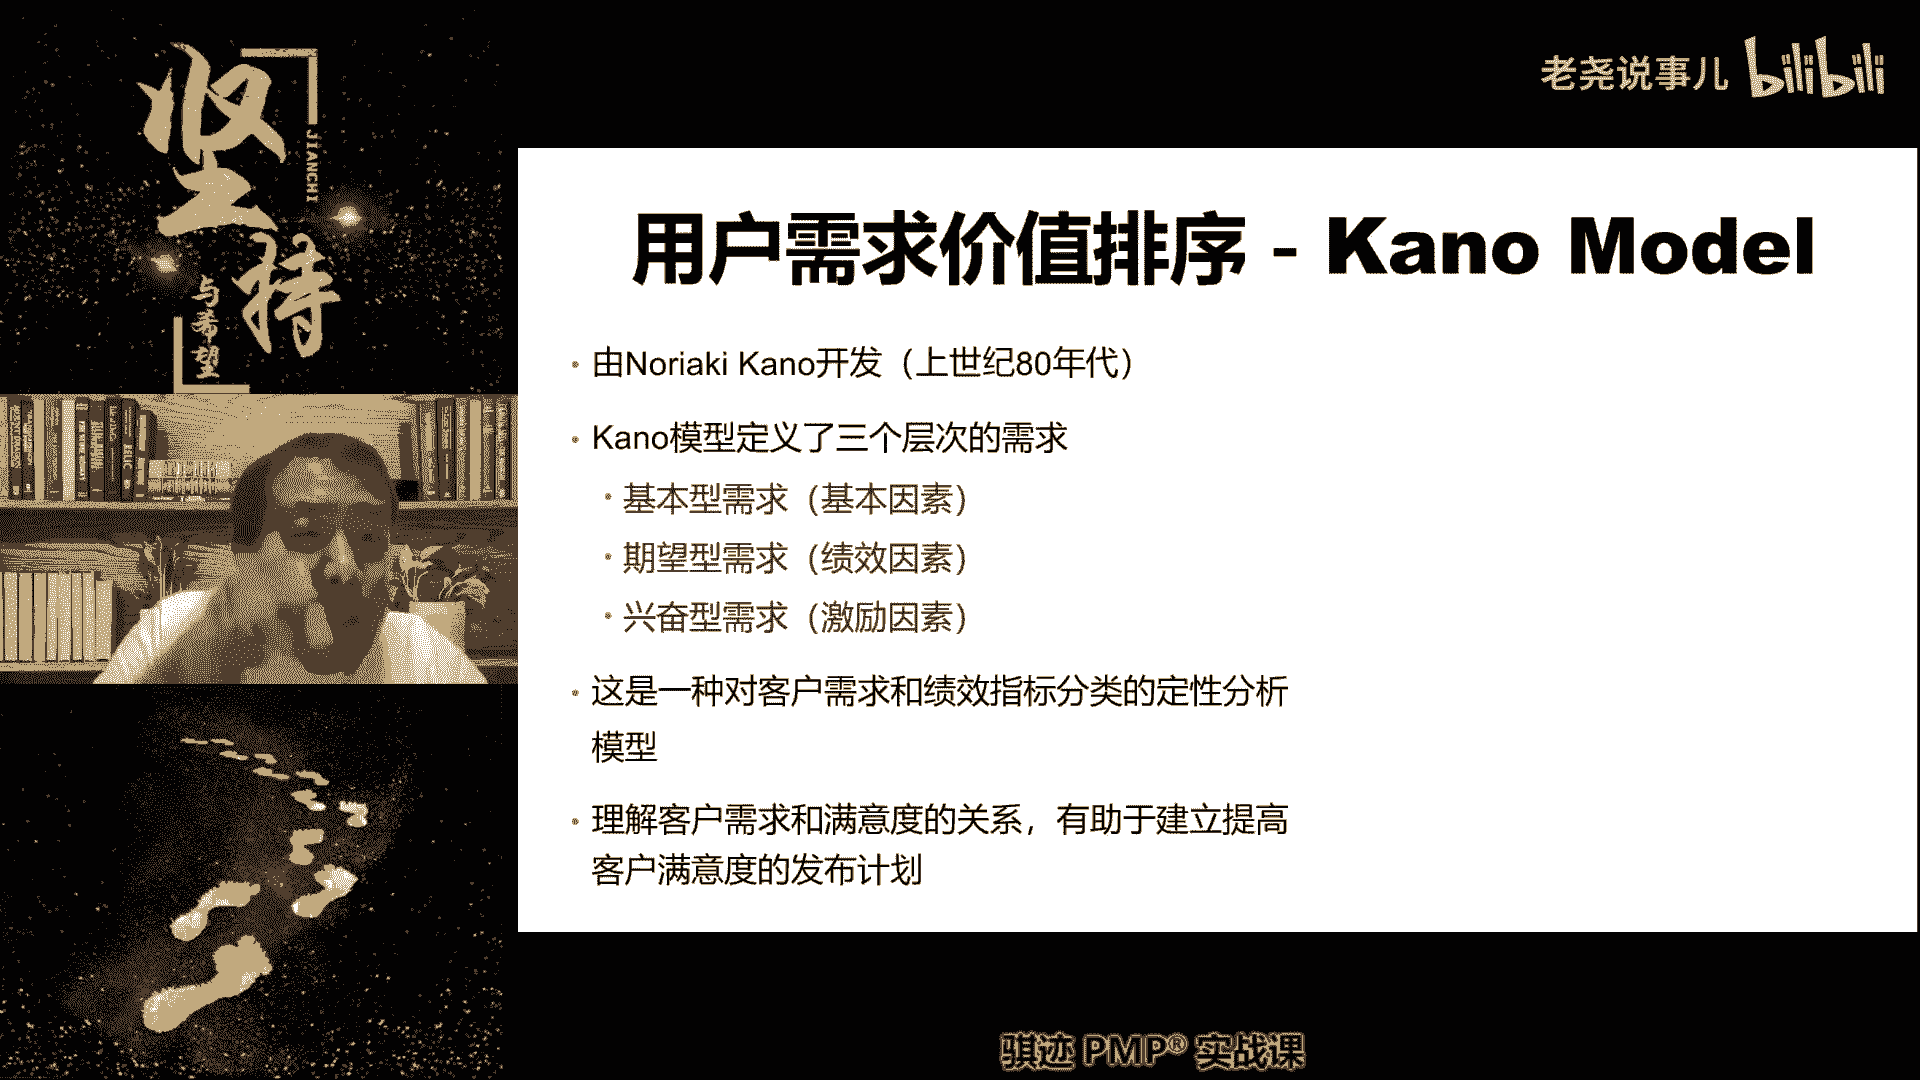 坚持
JIANCHI
与希望
老尧说事儿 bilibili
用户需求价值排序 - Kano Model
• 由Noriaki Kano开发（上世纪80年代）
• Kano模型定义了三个层次的需求
• 基本型需求（基本因素）
• 期望型需求（绩效因素）
• 兴奋型需求（激励因素）
• 这是一种对客户需求和绩效指标分类的定性分析
模型
• 理解客户需求和满意度的关系，有助于建立提高
客户满意度的发布计划
骐迹 PMP® 实战课